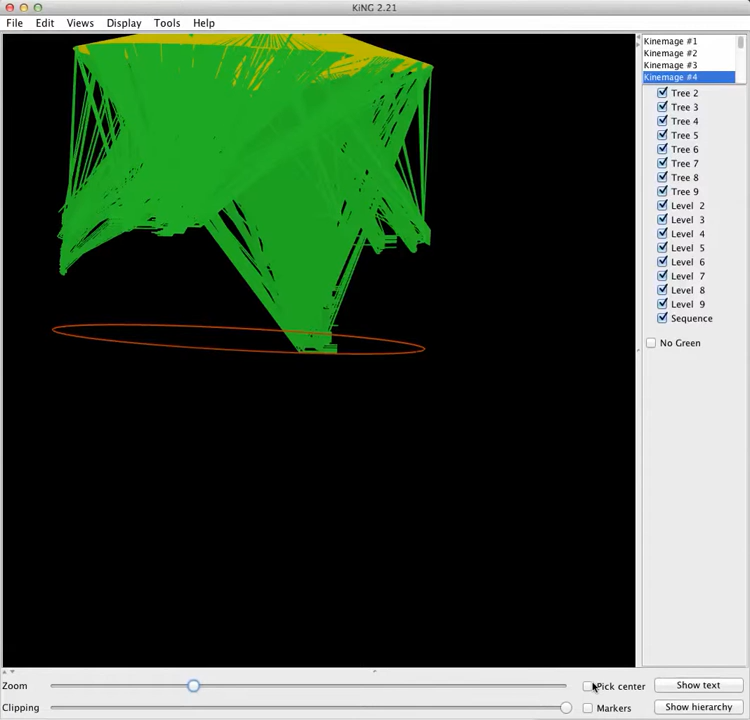 KiNG 2.21
File Edit Views Display Tools Help
Kinemage #1
Kinemage #2
Kinemage #3
Kinemage #4
Tree 2
Tree 3
Tree 4
Tree 5
Tree 6
Tree 7
Tree 8
Tree 9
Level 2
Level 3
Level 4
Level 5
Level 6
Level 7
Level 8
Level 9
Sequence
No Green
Zoom Pick center Show text
Clipping Markers Show hierarchy